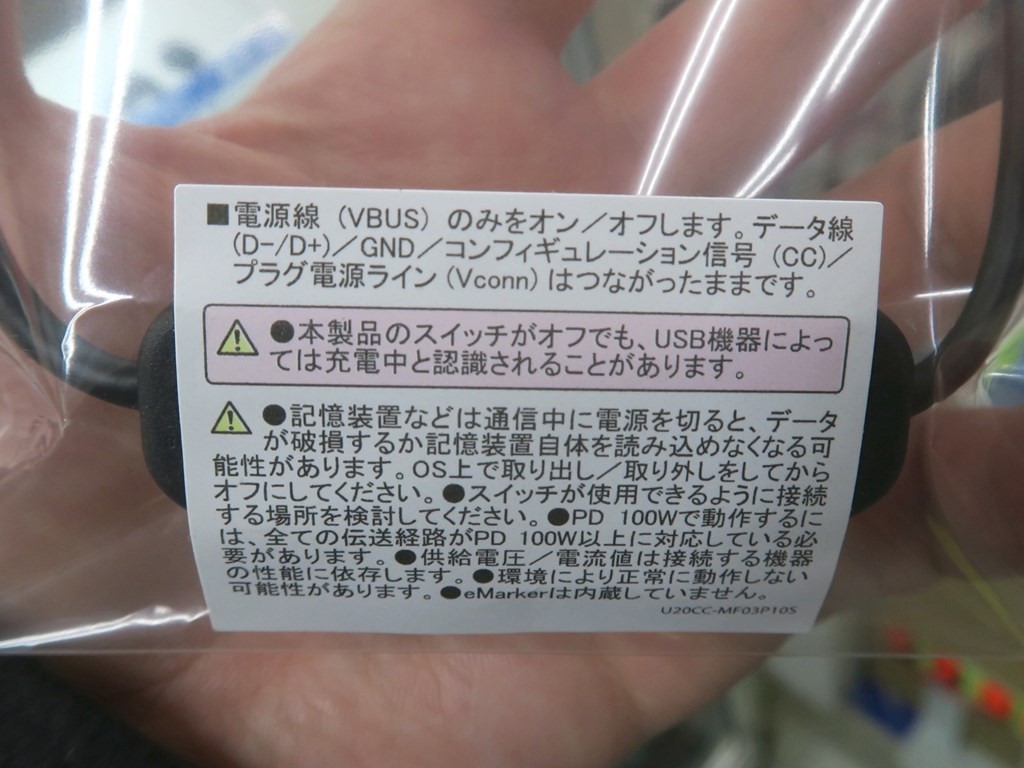 ■電源線（VBUS）のみをオン／オフします。データ線
(D-/D+)／GND／コンフィギュレーション信号（CC)／
プラグ電源ライン(Vconn)はつながったままです。
●本製品のスイッチがオフでも、USB機器によっ
ては充電中と認識されることがあります。
●記憶装置などは通信中に電源を切ると、データ
が破損するか記憶装置自体を読み込めなくなる可
能性があります。OS上で取り出し／取り外しをしてから
オフにしてください。●スイッチが使用できるように接続
する場所を検討してください。●PD 100Wで動作するに
は、全ての伝送経路がPD 100W以上に対応している必
要があります。●供給電圧／電流値は接続する機器
の性能に依存します。●環境により正常に動作しない
可能性があります。●eMarkerは内蔵していません。
U20CC-MF03P10S